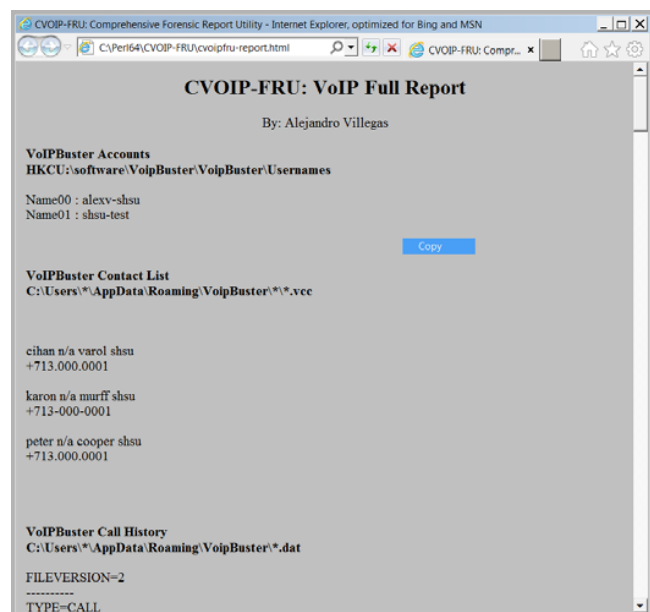 CVOIP-FRU: Comprehensive Forensic Report Utility - Internet Explorer, optimized for Bing and MSN
C:\Perl64\CVOIP-FRU\cvoipfru-report.html
CVOIP-FRU: Compr...
CVOIP-FRU: VoIP Full Report
By: Alejandro Villegas
VoIPBuster Accounts
HKCU:\software\VoipBuster\VoipBuster\Usernames
Name00 : alexv-shsu
Name01 : shsu-test
Copy
VoIPBuster Contact List
C:\Users\*\AppData\Roaming\VoipBuster\*\*.vcc
cihan n/a varol shsu
+713.000.0001
karon n/a murff shsu
+713-000-0001
peter n/a cooper shsu
+713.000.0001
VoIPBuster Call History
C:\Users\*\AppData\Roaming\VoipBuster\*.dat
FILEVERSION=2
----------
TYPE=CALL